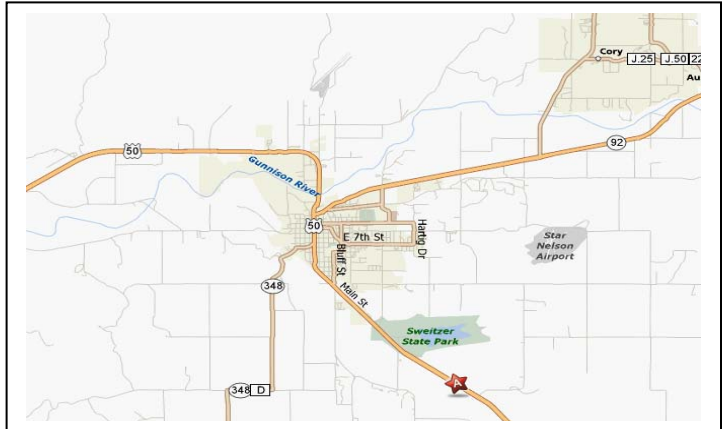 Cory
J.25
J.50
22
Au
50
92
Gunnison River
50
E 7th St
Hartig Dr
Bluff St
Star
Nelson
Airport
348
Main St
Sweitzer
State Park
A
348
D